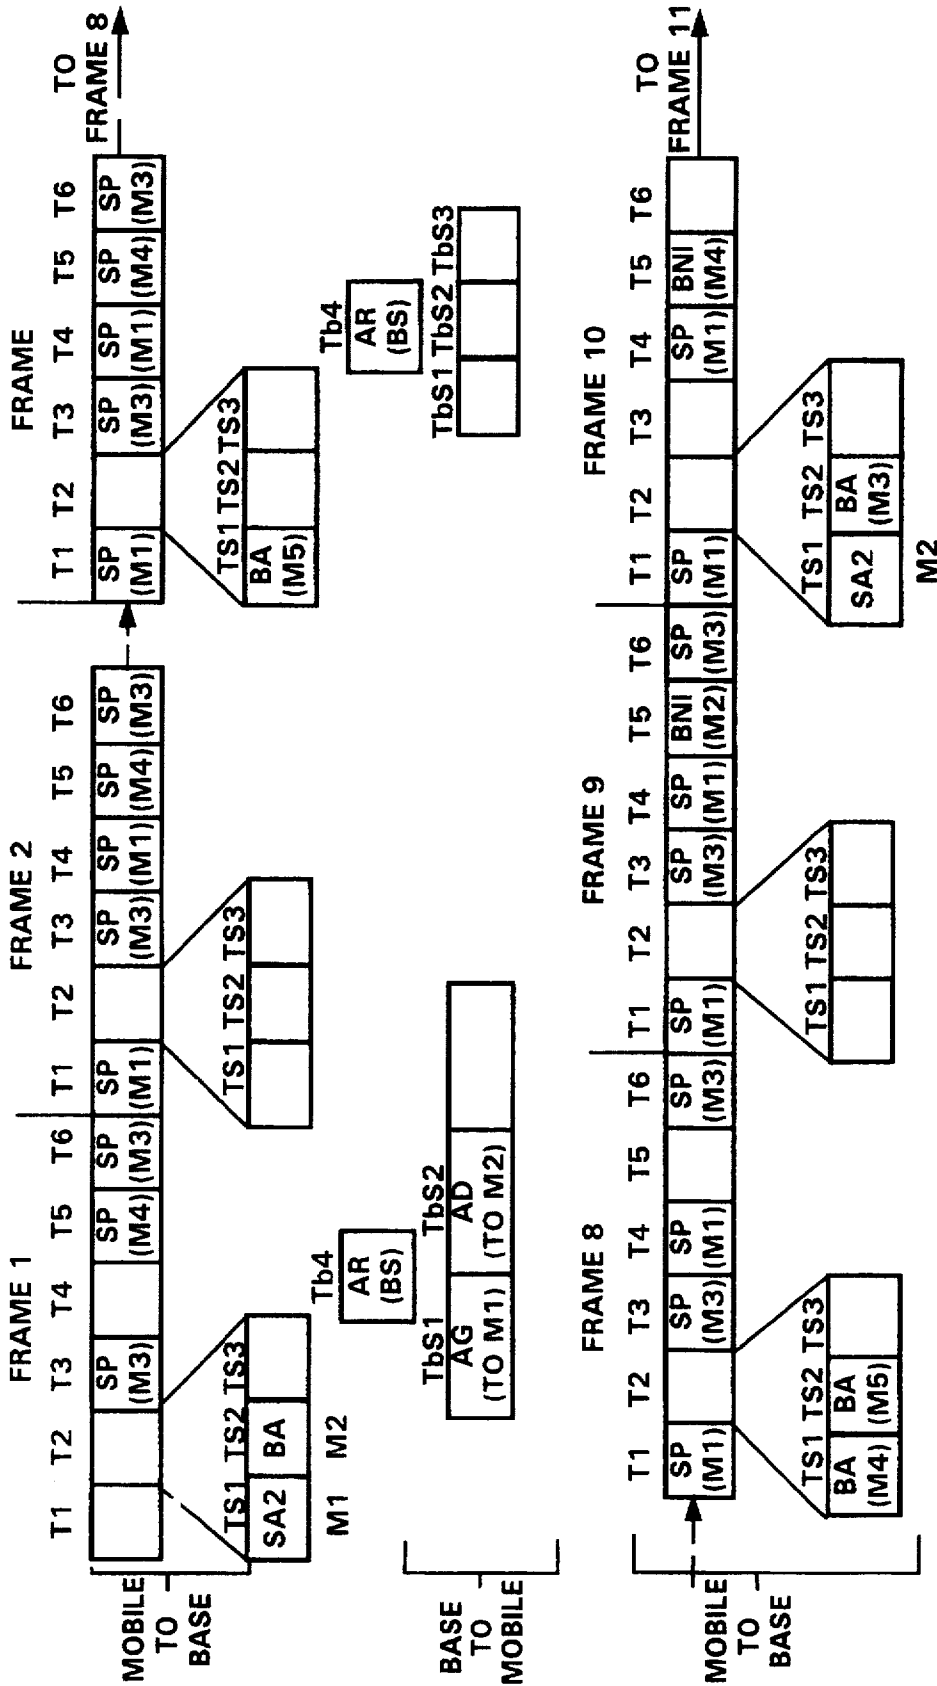 FRAME 1
FRAME 2
FRAME
T1 T2 T3 T4 T5 T6
T1 T2 T3 T4 T5 T6
T1 T2 T3 T4 T5 T6
TO
FRAME 8
MOBILE
TO
BASE
SP
(M3)
SP
(M4)
SP
(M3)
SP
(M1)
SP
(M3)
SP
(M1)
SP
(M4)
SP
(M3)
SP
(M1)
SP
(M3)
SP
(M1)
SP
(M4)
SP
(M3)
TS1 TS2 TS3
SA2 BA
M1 M2
TS1 TS2 TS3
TS1 TS2 TS3
BA
(M5)
BASE
TO
MOBILE
Tb4
AR
(BS)
TbS1 TbS2
AG
(TO M1)
AD
(TO M2)
Tb4
AR
(BS)
TbS1 TbS2 TbS3
FRAME 8
FRAME 9
FRAME 10
T1 T2 T3 T4 T5 T6
T1 T2 T3 T4 T5 T6
T1 T2 T3 T4 T5 T6
TO
FRAME 11
MOBILE
TO
BASE
SP
(M1)
SP
(M3)
SP
(M1)
SP
(M3)
SP
(M1)
SP
(M3)
SP
(M1)
BNI
(M2)
SP
(M3)
SP
(M1)
SP
(M1)
BNI
(M4)
TS1 TS2 TS3
BA
(M4)
BA
(M5)
TS1 TS2 TS3
TS1 TS2 TS3
SA2
BA
(M3)
M2